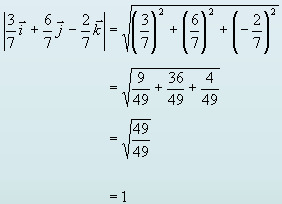 |3/7 i⃗ + 6/7 j⃗ − 2/7 k⃗| = √((3/7)² + (6/7)² + (−2/7)²)
= √(9/49 + 36/49 + 4/49)
= √(49/49)
= 1